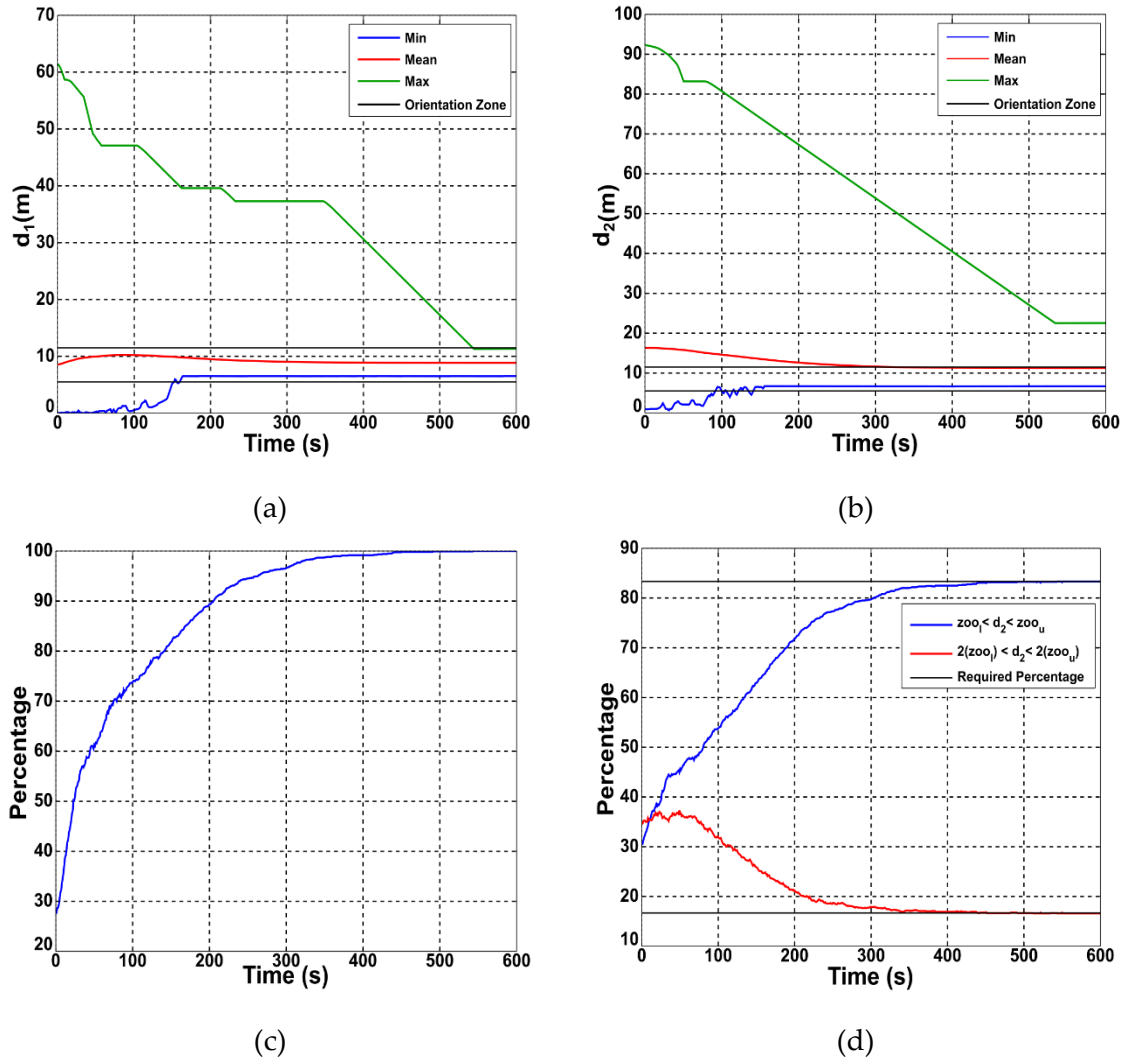 70
60
50
40
30
20
10
0
d1(m)
0 100 200 300 400 500 600
Time (s)
Min
Mean
Max
Orientation Zone
(a)
100
90
80
70
60
50
40
30
20
10
0
d2(m)
0 100 200 300 400 500 600
Time (s)
Min
Mean
Max
Orientation Zone
(b)
100
90
80
70
60
50
40
30
20
Percentage
0 100 200 300 400 500 600
Time (s)
(c)
90
80
70
60
50
40
30
20
10
Percentage
0 100 200 300 400 500 600
Time (s)
zool< d2< zoou
2(zool) < d2< 2(zoou)
Required Percentage
(d)